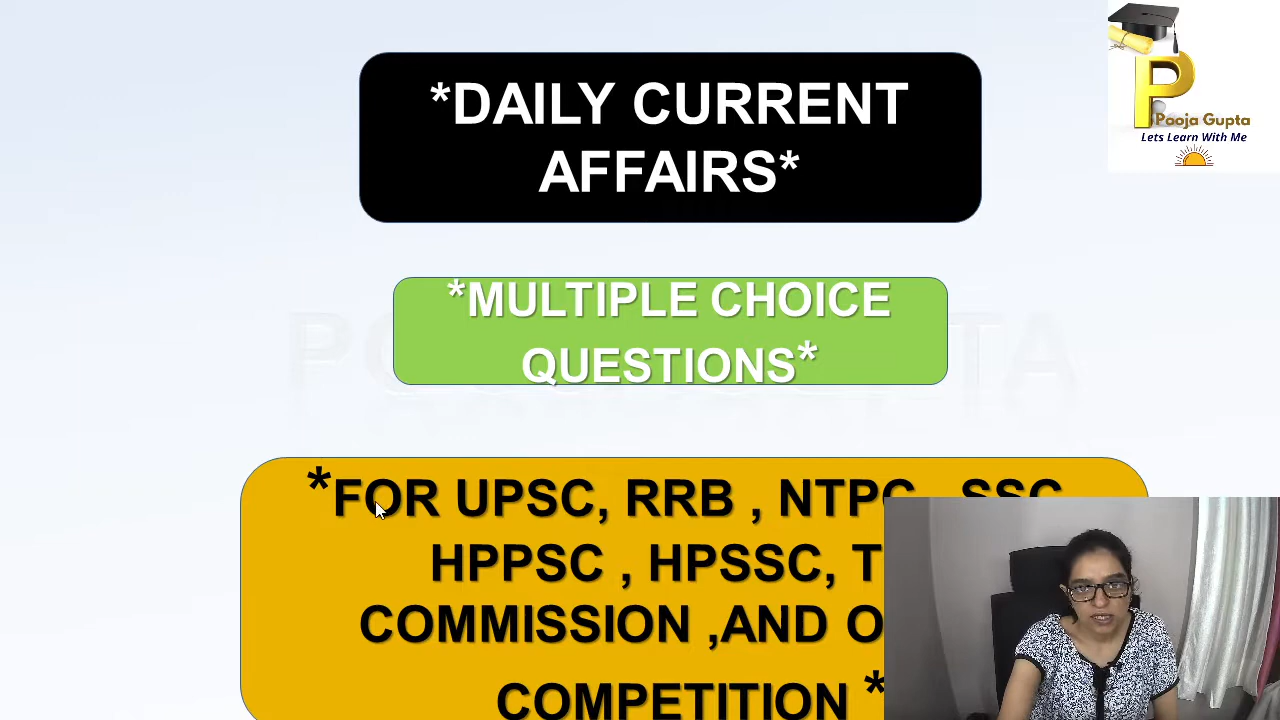 *DAILY CURRENT
AFFAIRS*
P
Pooja Gupta
Lets Learn With Me
*MULTIPLE CHOICE
QUESTIONS*
*FOR UPSC, RRB , NTPC , SSC
HPPSC , HPSSC,
COMMISSION ,AND
COMPETITION *